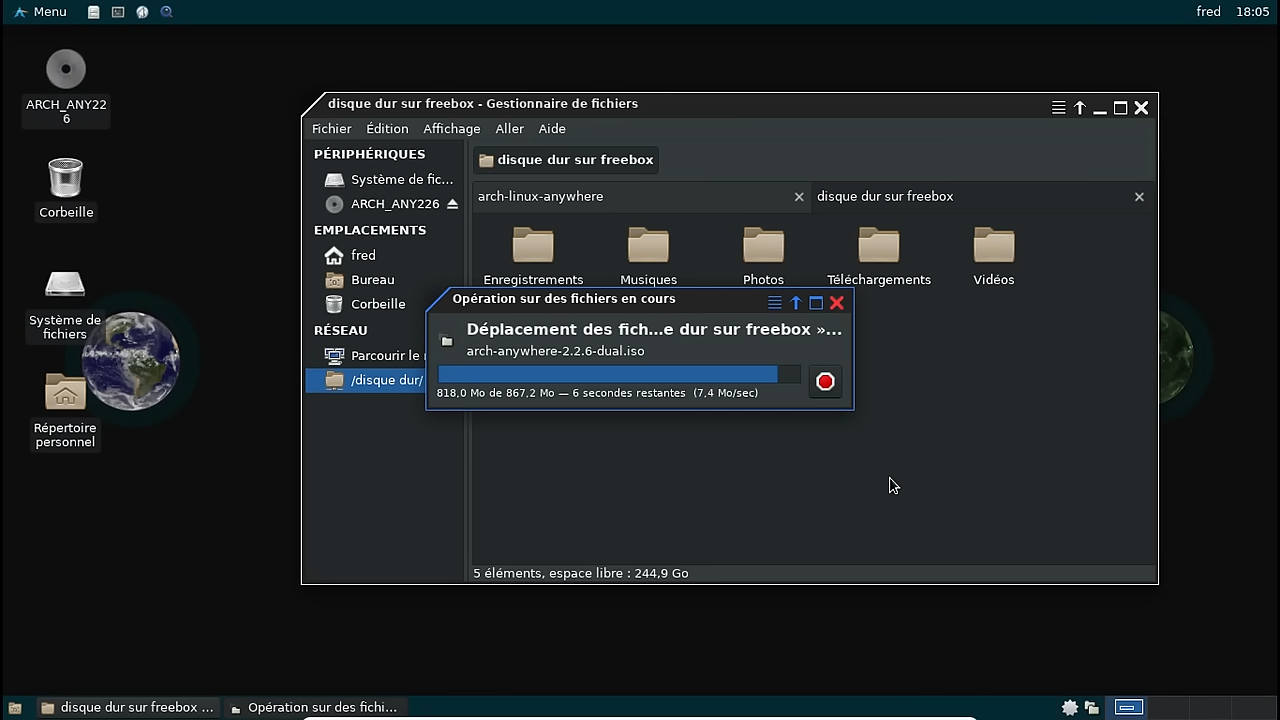 Menu
fred 18:05
ARCH_ANY22
6
Corbeille
Système de
fichiers
Répertoire
personnel
disque dur sur freebox - Gestionnaire de fichiers
Fichier Édition Affichage Aller Aide
PÉRIPHÉRIQUES
Système de fic...
ARCH_ANY226
EMPLACEMENTS
fred
Bureau
Corbeille
RÉSEAU
Parcourir le
/disque dur/
disque dur sur freebox
arch-linux-anywhere
disque dur sur freebox
Enregistrements
Musiques
Photos
Téléchargements
Vidéos
Opération sur des fichiers en cours
Déplacement des fich...e dur sur freebox »...
arch-anywhere-2.2.6-dual.iso
818,0 Mo de 867,2 Mo — 6 secondes restantes (7,4 Mo/sec)
5 éléments, espace libre : 244,9 Go
disque dur sur freebox ...
Opération sur des fichi...